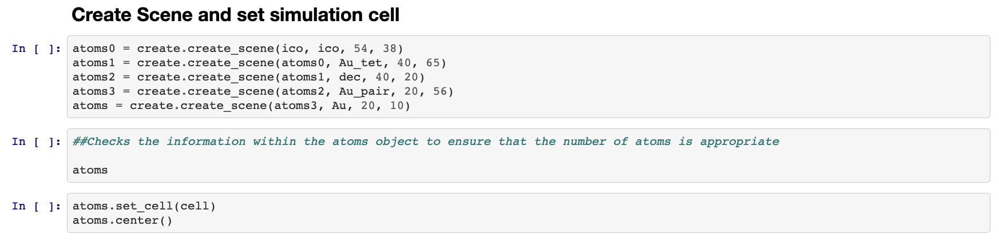 Create Scene and set simulation cell
In [ ]: atoms0 = create.create_scene(ico, ico, 54, 38)
atoms1 = create.create_scene(atoms0, Au_tet, 40, 65)
atoms2 = create.create_scene(atoms1, dec, 40, 20)
atoms3 = create.create_scene(atoms2, Au_pair, 20, 56)
atoms = create.create_scene(atoms3, Au, 20, 10)
In [ ]: ##Checks the information within the atoms object to ensure that the number of atoms is appropriate
atoms
In [ ]: atoms.set_cell(cell)
atoms.center()